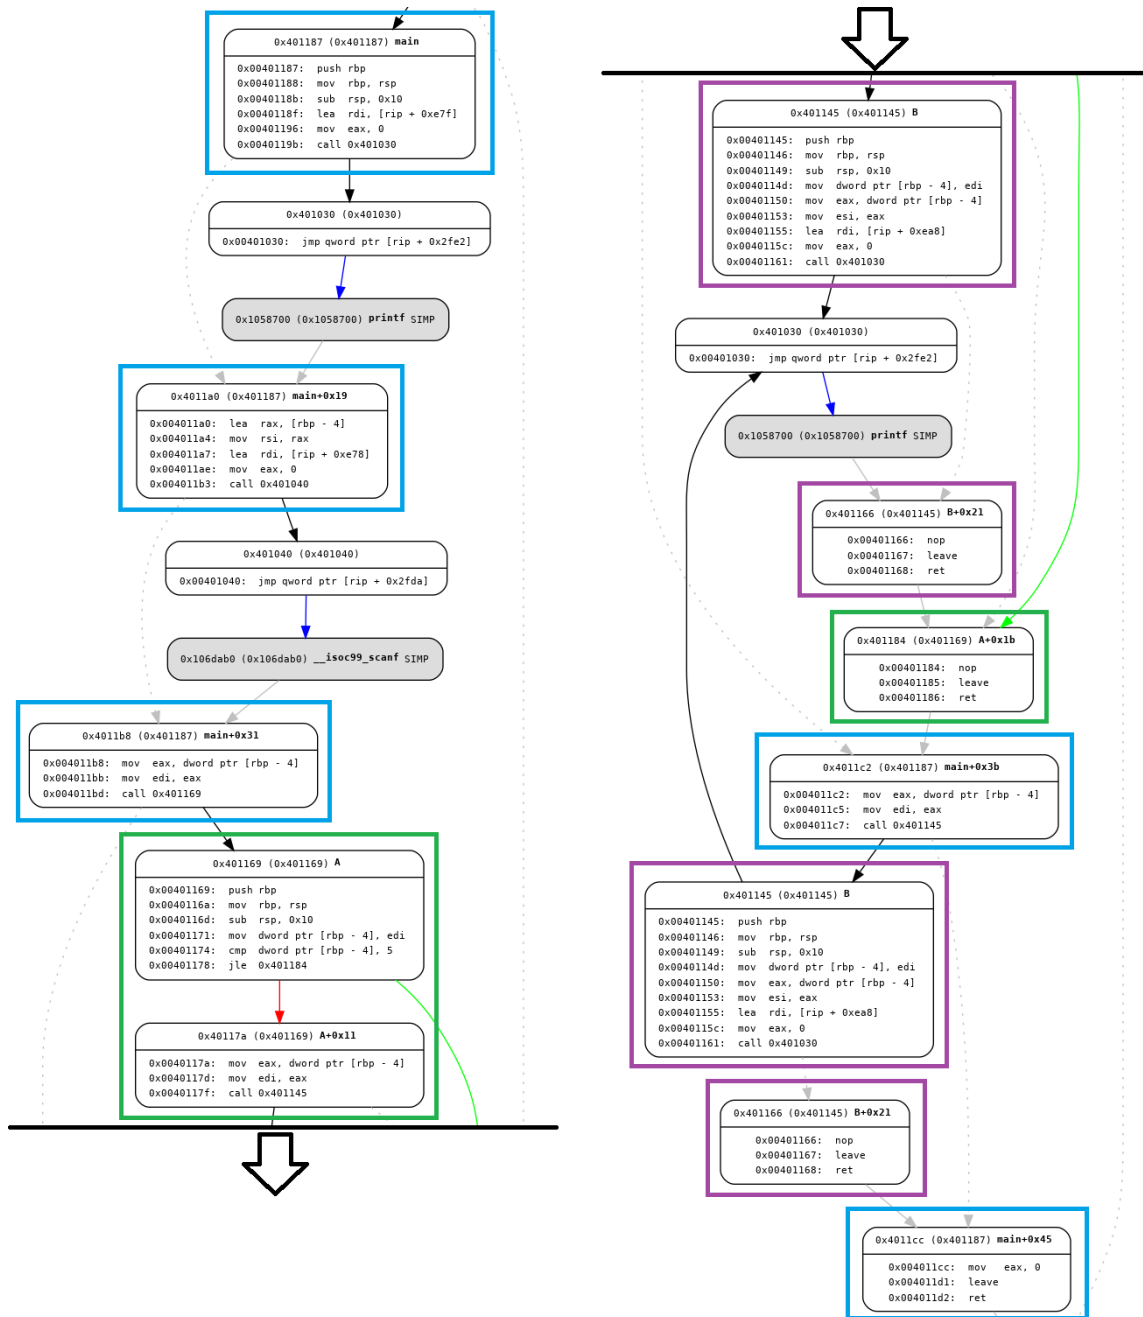 0x401187 (0x401187) main
0x00401187: push rbp
0x00401188: mov rbp, rsp
0x0040118b: sub rsp, 0x10
0x0040118f: lea rdi, [rip + 0xe7f]
0x00401196: mov eax, 0
0x0040119b: call 0x401030
0x401030 (0x401030)
0x00401030: jmp qword ptr [rip + 0x2fe2]
0x1058700 (0x1058700) printf SIMP
0x4011a0 (0x401187) main+0x19
0x004011a0: lea rax, [rbp - 4]
0x004011a4: mov rsi, rax
0x004011a7: lea rdi, [rip + 0xe78]
0x004011ae: mov eax, 0
0x004011b3: call 0x401040
0x401040 (0x401040)
0x00401040: jmp qword ptr [rip + 0x2fda]
0x106dab0 (0x106dab0) __isoc99_scanf SIMP
0x4011b8 (0x401187) main+0x31
0x004011b8: mov eax, dword ptr [rbp - 4]
0x004011bb: mov edi, eax
0x004011bd: call 0x401169
0x401169 (0x401169) A
0x00401169: push rbp
0x0040116a: mov rbp, rsp
0x0040116d: sub rsp, 0x10
0x00401171: mov dword ptr [rbp - 4], edi
0x00401174: cmp dword ptr [rbp - 4], 5
0x00401178: jle 0x401184
0x40117a (0x401169) A+0x11
0x0040117a: mov eax, dword ptr [rbp - 4]
0x0040117d: mov edi, eax
0x0040117f: call 0x401145
0x401145 (0x401145) B
0x00401145: push rbp
0x00401146: mov rbp, rsp
0x00401149: sub rsp, 0x10
0x0040114d: mov dword ptr [rbp - 4], edi
0x00401150: mov eax, dword ptr [rbp - 4]
0x00401153: mov esi, eax
0x00401155: lea rdi, [rip + 0xea8]
0x0040115c: mov eax, 0
0x00401161: call 0x401030
0x401030 (0x401030)
0x00401030: jmp qword ptr [rip + 0x2fe2]
0x1058700 (0x1058700) printf SIMP
0x401166 (0x401145) B+0x21
0x00401166: nop
0x00401167: leave
0x00401168: ret
0x401184 (0x401169) A+0x1b
0x00401184: nop
0x00401185: leave
0x00401186: ret
0x4011c2 (0x401187) main+0x3b
0x004011c2: mov eax, dword ptr [rbp - 4]
0x004011c5: mov edi, eax
0x004011c7: call 0x401145
0x401145 (0x401145) B
0x00401145: push rbp
0x00401146: mov rbp, rsp
0x00401149: sub rsp, 0x10
0x0040114d: mov dword ptr [rbp - 4], edi
0x00401150: mov eax, dword ptr [rbp - 4]
0x00401153: mov esi, eax
0x00401155: lea rdi, [rip + 0xea8]
0x0040115c: mov eax, 0
0x00401161: call 0x401030
0x401166 (0x401145) B+0x21
0x00401166: nop
0x00401167: leave
0x00401168: ret
0x4011cc (0x401187) main+0x45
0x004011cc: mov eax, 0
0x004011d1: leave
0x004011d2: ret